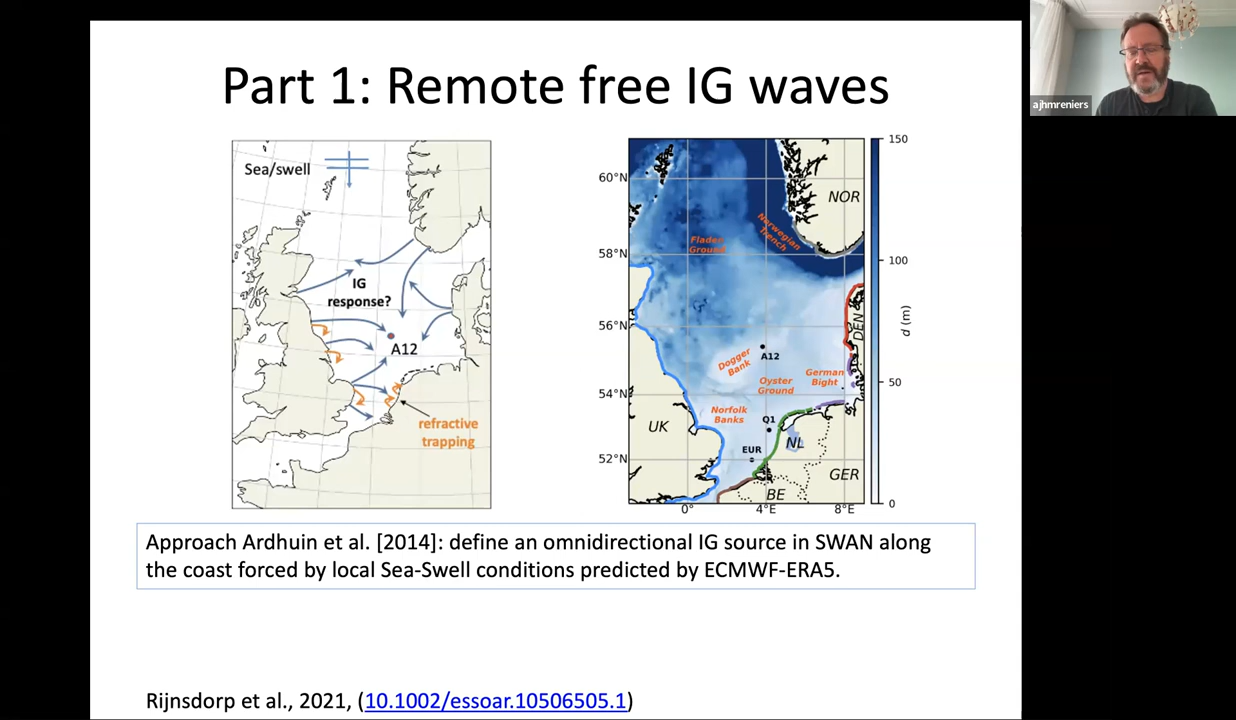 Part 1: Remote free IG waves
ajhmreniers
Sea/swell
IG
response?
A12
refractive
trapping
60°N
58°N
56°N
54°N
52°N
0°
4°E
8°E
NOR
Norwegian
Trench
Fladen
Ground
DEN
Dogger
Bank
A12
Oyster
Ground
German
Bight
Norfolk
Banks
Q1
UK
NL
EUR
GER
BE
150
100
50
0
d (m)
Approach Ardhuin et al. [2014]: define an omnidirectional IG source in SWAN along
the coast forced by local Sea-Swell conditions predicted by ECMWF-ERA5.
Rijnsdorp et al., 2021, (10.1002/essoar.10506505.1)